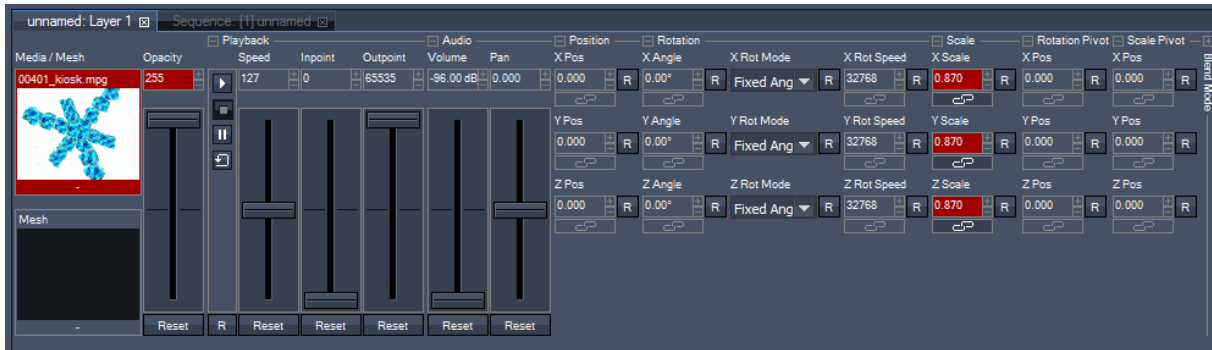 unnamed: Layer 1 Sequence: [1] unnamed
Playback Audio Position Rotation Scale Rotation Pivot Scale Pivot
Media / Mesh Opacity Speed Inpoint Outpoint Volume Pan X Pos X Angle X Rot Mode X Rot Speed X Scale X Pos X Pos
00401_kiosk.mpg 255 127 0 65535 -96.00 dB 0.000 0.000 R 0.00° R Fixed Ang R 32768 R 0.870 R 0.000 R 0.000 R
Blend Mode
Y Pos Y Angle Y Rot Mode Y Rot Speed Y Scale Y Pos Y Pos
0.000 R 0.00° R Fixed Ang R 32768 R 0.870 R 0.000 R 0.000 R
-
Z Pos Z Angle Z Rot Mode Z Rot Speed Z Scale Z Pos Z Pos
0.000 R 0.00° R Fixed Ang R 32768 R 0.870 R 0.000 R 0.000 R
Mesh
- Reset R Reset Reset Reset Reset Reset